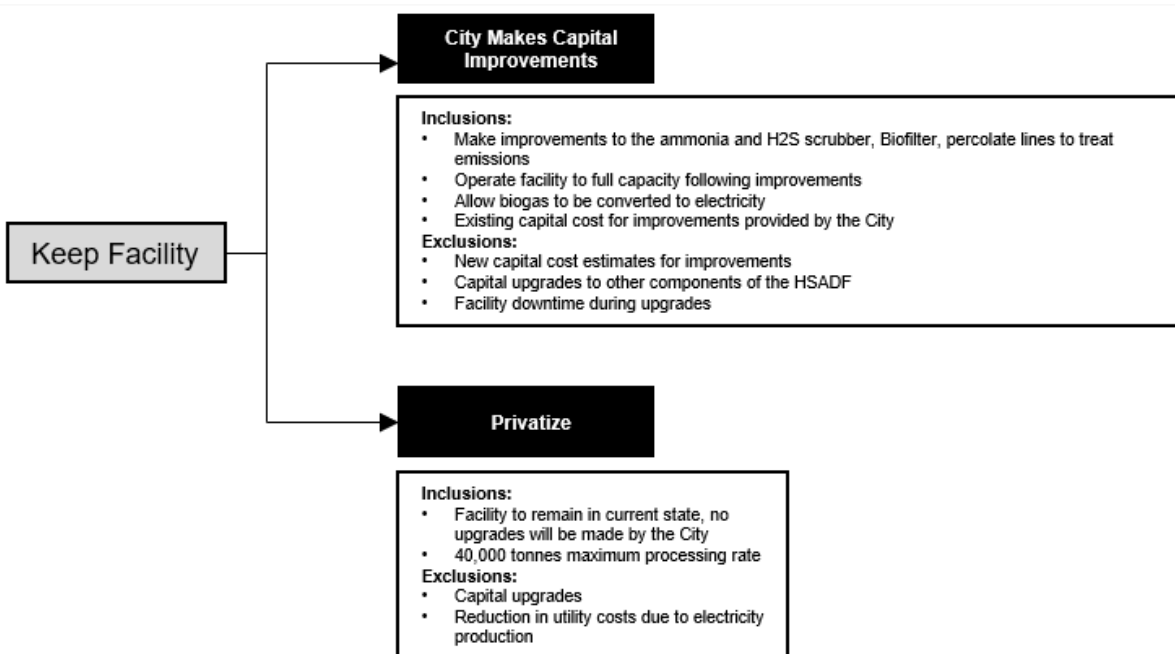 City Makes Capital
Improvements
Inclusions:
• Make improvements to the ammonia and H2S scrubber, Biofilter, percolate lines to treat
emissions
• Operate facility to full capacity following improvements
• Allow biogas to be converted to electricity
• Existing capital cost for improvements provided by the City
Exclusions:
• New capital cost estimates for improvements
• Capital upgrades to other components of the HSADF
• Facility downtime during upgrades
Keep Facility
Privatize
Inclusions:
• Facility to remain in current state, no
upgrades will be made by the City
• 40,000 tonnes maximum processing rate
Exclusions:
• Capital upgrades
• Reduction in utility costs due to electricity
production